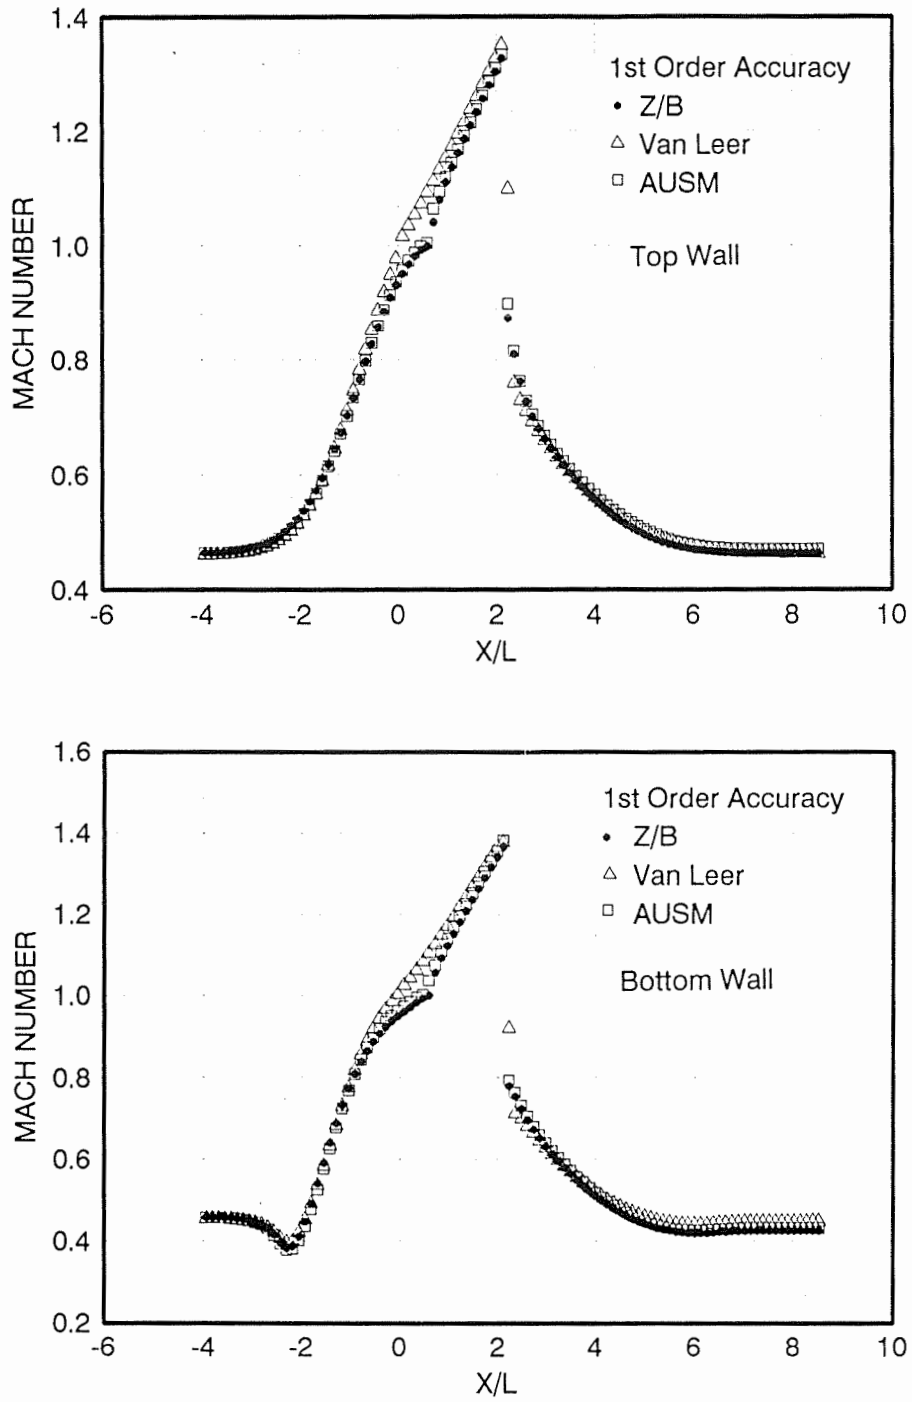 1.4
1st Order Accuracy
Z/B
1.2
Van Leer
AUSM
MACH NUMBER
1.0
Top Wall
0.8
0.6
0.4
-6 -4 -2 0 2 4 6 8 10
X/L
1.6
1st Order Accuracy
1.4
Z/B
Van Leer
1.2
AUSM
MACH NUMBER
1.0
Bottom Wall
0.8
0.6
0.4
0.2
-6 -4 -2 0 2 4 6 8 10
X/L